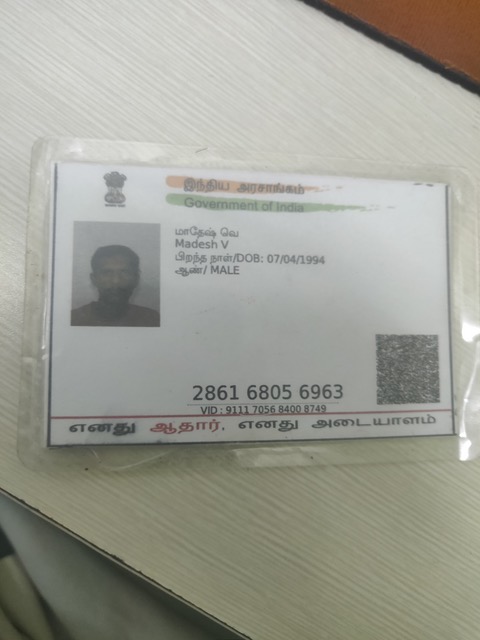 இந்திய அரசாங்கம்
Government of India
மாதேஷ் வெ
Madesh V
பிறந்த நாள்/DOB: 07/04/1994
ஆண்/ MALE
2861 6805 6963
VID : 9111 7056 8400 8749
எனது ஆதார், எனது அடையாளம்